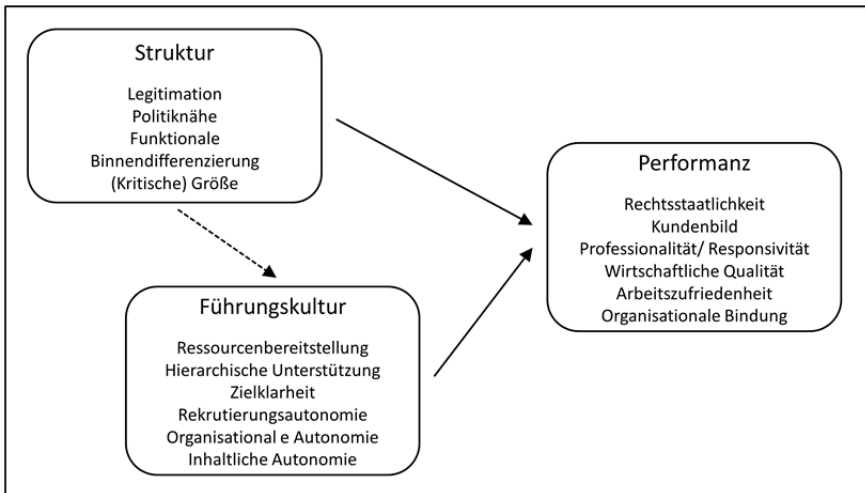 Struktur
Legitimation
Politiknähe
Funktionale
Binnendifferenzierung
(Kritische) Größe
Performanz
Rechtsstaatlichkeit
Kundenbild
Professionalität/ Responsivität
Wirtschaftliche Qualität
Arbeitszufriedenheit
Organisationale Bindung
Führungskultur
Ressourcenbereitstellung
Hierarchische Unterstützung
Zielklarheit
Rekrutierungsautonomie
Organisational e Autonomie
Inhaltliche Autonomie